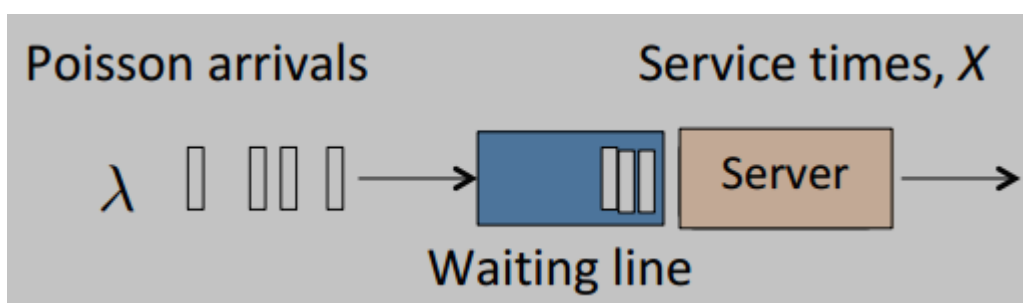 Poisson arrivals
Service times, X
λ
Server
Waiting line